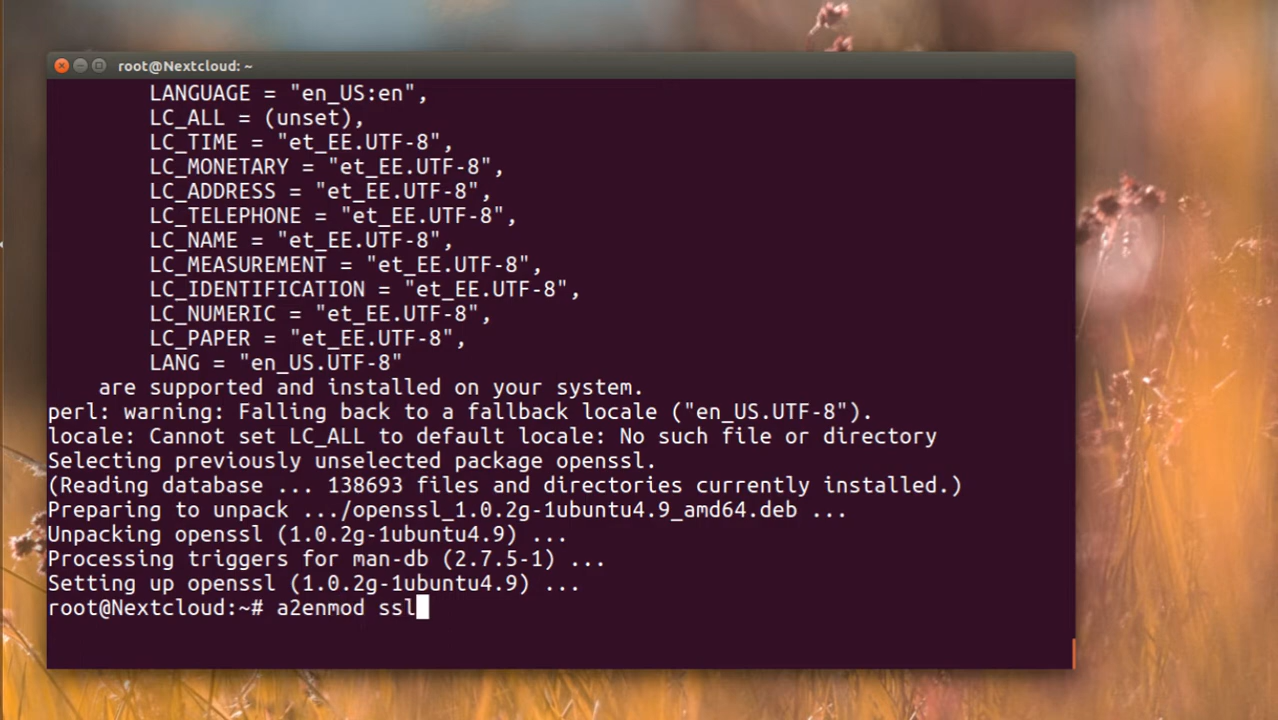 root@Nextcloud: ~
LANGUAGE = "en_US:en",
LC_ALL = (unset),
LC_TIME = "et_EE.UTF-8",
LC_MONETARY = "et_EE.UTF-8",
LC_ADDRESS = "et_EE.UTF-8",
LC_TELEPHONE = "et_EE.UTF-8",
LC_NAME = "et_EE.UTF-8",
LC_MEASUREMENT = "et_EE.UTF-8",
LC_IDENTIFICATION = "et_EE.UTF-8",
LC_NUMERIC = "et_EE.UTF-8",
LC_PAPER = "et_EE.UTF-8",
LANG = "en_US.UTF-8"
are supported and installed on your system.
perl: warning: Falling back to a fallback locale ("en_US.UTF-8").
locale: Cannot set LC_ALL to default locale: No such file or directory
Selecting previously unselected package openssl.
(Reading database ... 138693 files and directories currently installed.)
Preparing to unpack .../openssl_1.0.2g-1ubuntu4.9_amd64.deb ...
Unpacking openssl (1.0.2g-1ubuntu4.9) ...
Processing triggers for man-db (2.7.5-1) ...
Setting up openssl (1.0.2g-1ubuntu4.9) ...
root@Nextcloud:~# a2enmod ssl